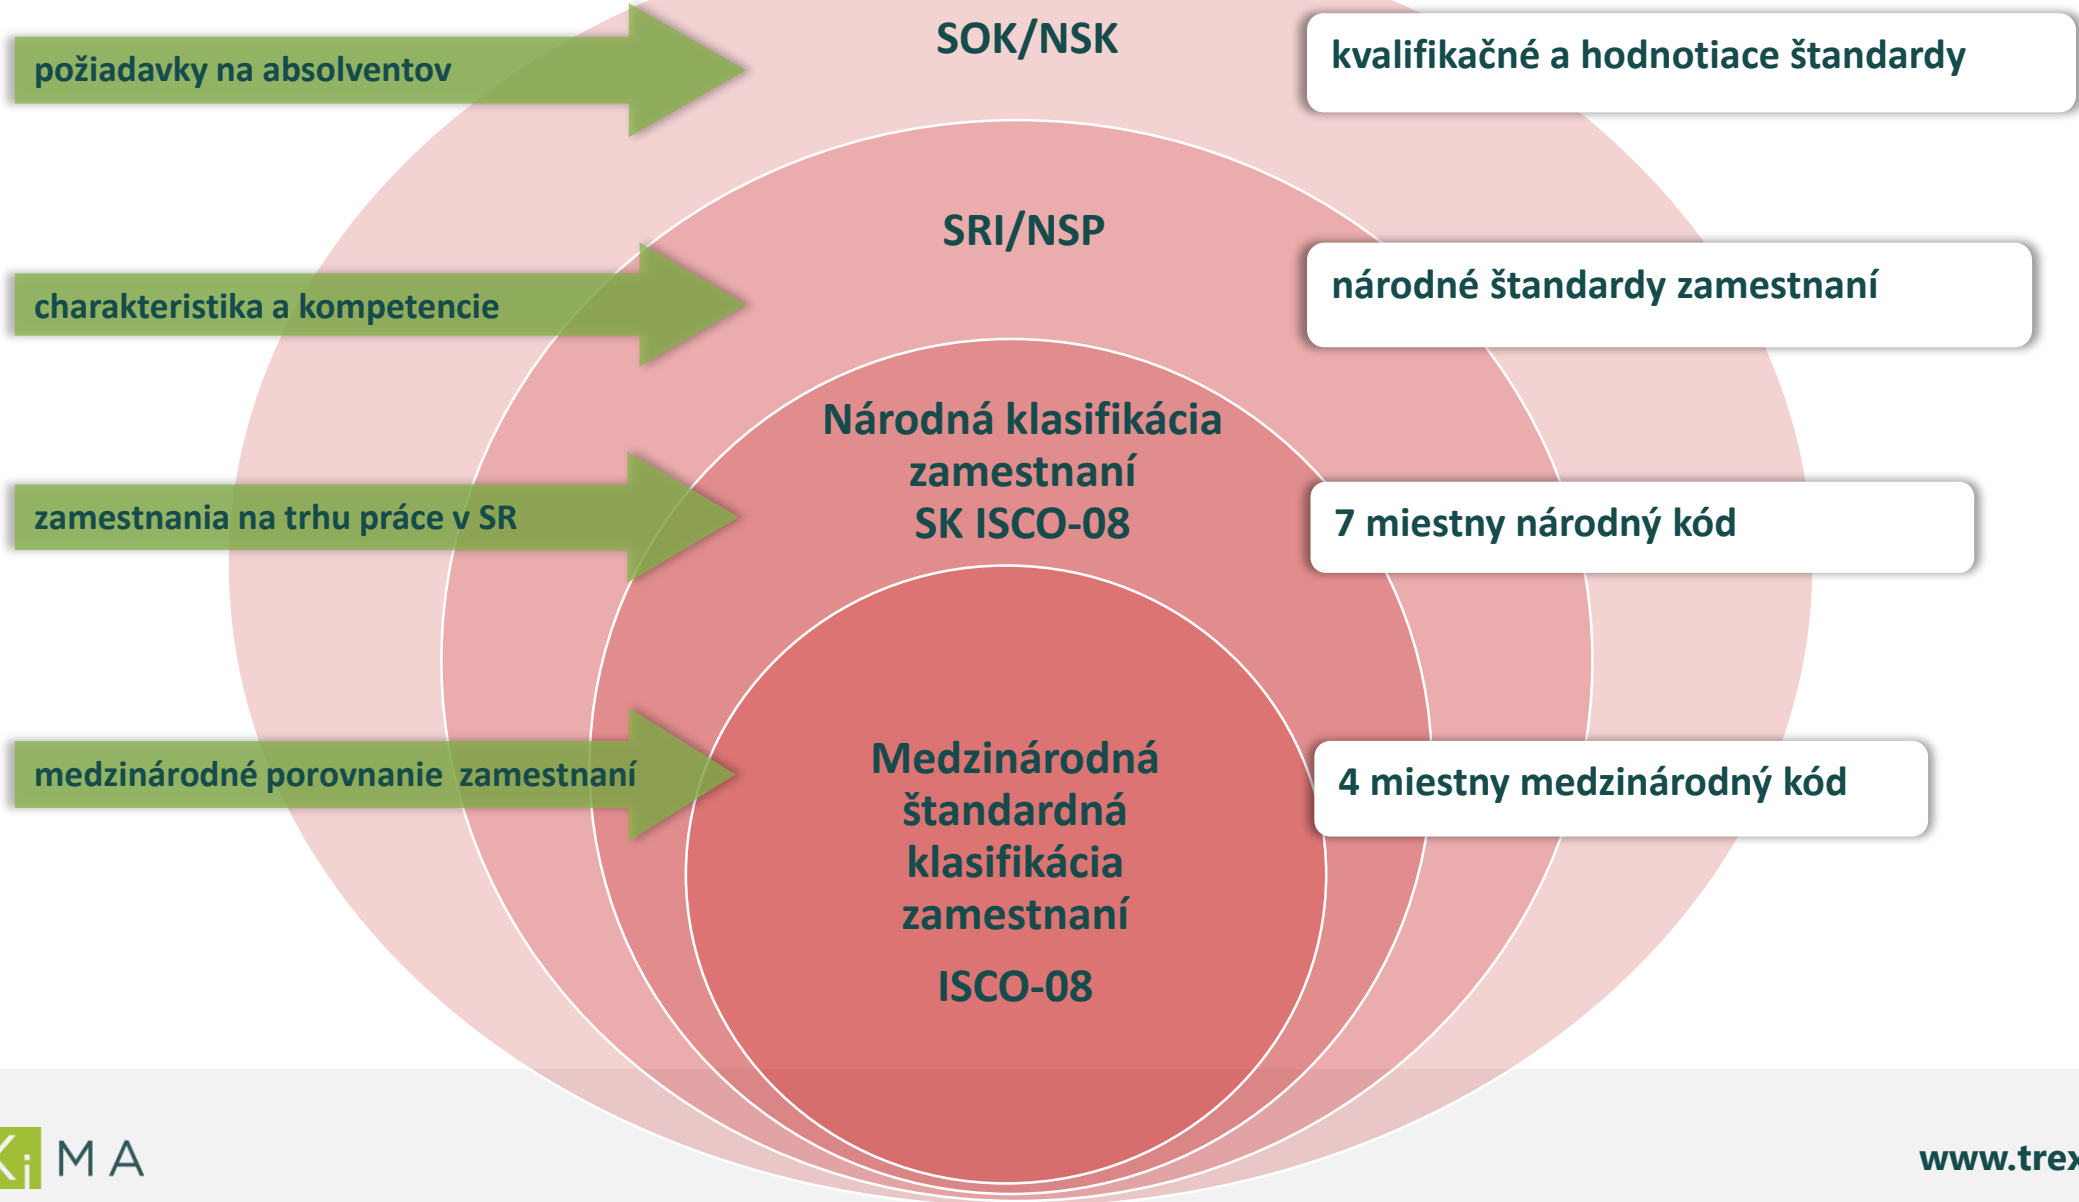 SOK/NSK
požiadavky na absolventov
kvalifikačné a hodnotiace štandardy
SRI/NSP
charakteristika a kompetencie
národné štandardy zamestnaní
Národná klasifikácia
zamestnaní
SK ISCO-08
zamestnania na trhu práce v SR
7 miestny národný kód
Medzinárodná
štandardná
klasifikácia
zamestnaní
ISCO-08
medzinárodné porovnanie zamestnaní
4 miestny medzinárodný kód
Ki MA
www.trex